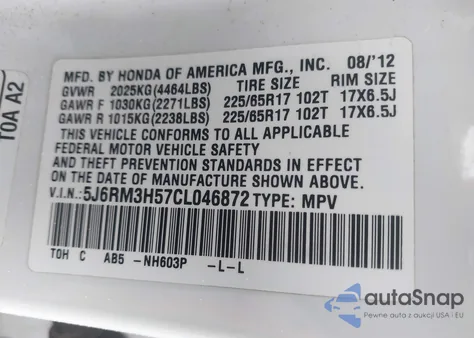 MFD. BY HONDA OF AMERICA MFG., INC. 08/'12
GVWR 2025KG(4464LBS) TIRE SIZE RIM SIZE
GAWR F 1030KG(2271LBS) 225/65R17 102T 17X6.5J
GAWR R 1015KG(2238LBS) 225/65R17 102T 17X6.5J
THIS VEHICLE CONFORMS TO ALL APPLICABLE
FEDERAL MOTOR VEHICLE SAFETY
AND THEFT PREVENTION STANDARDS IN EFFECT
ON THE DATE OF MANUFACTURE SHOWN ABOVE.
V.I.N.: 5J6RM3H57CL046872 TYPE: MPV
TOH C AB5 -NH603P -L-L
T0A A2
autoSnap
Pewne auta z aukcji USA i EU